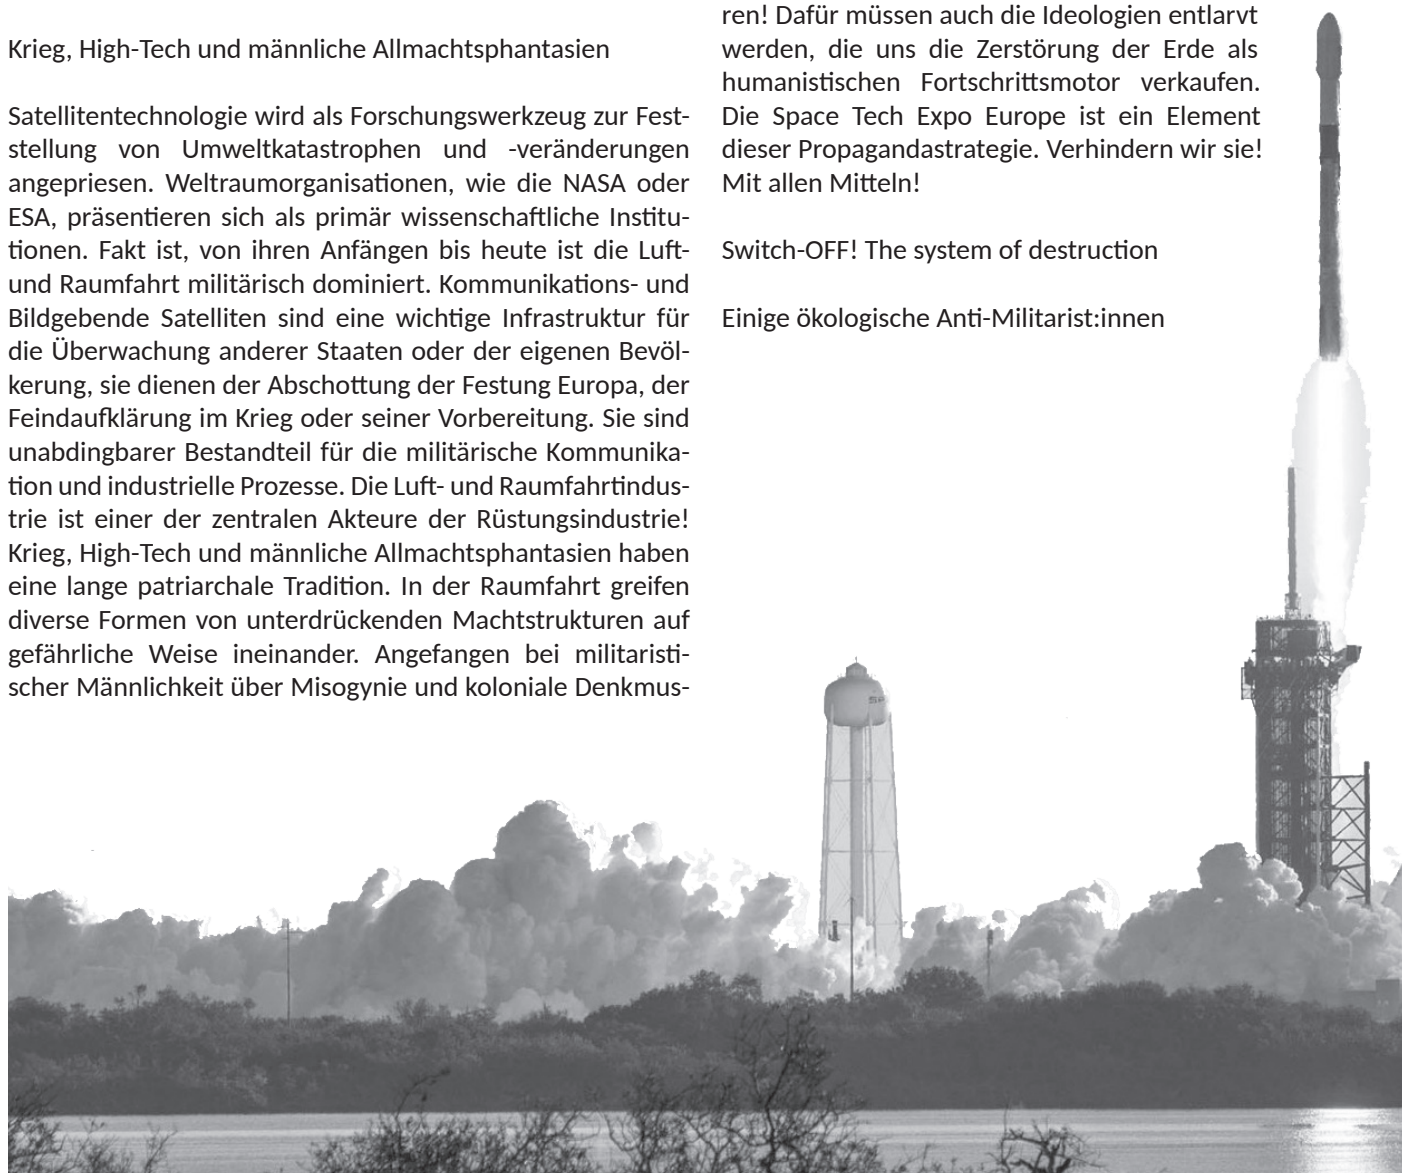 Krieg, High-Tech und männliche Allmachtsphantasien
Satellitentechnologie wird als Forschungswerkzeug zur Fest-
stellung von Umweltkatastrophen und -veränderungen
angepriesen. Weltraumorganisationen, wie die NASA oder
ESA, präsentieren sich als primär wissenschaftliche Institu-
tionen. Fakt ist, von ihren Anfängen bis heute ist die Luft-
und Raumfahrt militärisch dominiert. Kommunikations- und
Bildgebende Satelliten sind eine wichtige Infrastruktur für
die Überwachung anderer Staaten oder der eigenen Bevöl-
kerung, sie dienen der Abschottung der Festung Europa, der
Feindaufklärung im Krieg oder seiner Vorbereitung. Sie sind
unabdingbarer Bestandteil für die militärische Kommunika-
tion und industrielle Prozesse. Die Luft- und Raumfahrtindus-
trie ist einer der zentralen Akteure der Rüstungsindustrie!
Krieg, High-Tech und männliche Allmachtsphantasien haben
eine lange patriarchale Tradition. In der Raumfahrt greifen
diverse Formen von unterdrückenden Machtstrukturen auf
gefährliche Weise ineinander. Angefangen bei militaristi-
scher Männlichkeit über Misogynie und koloniale Denkmus-
ren! Dafür müssen auch die Ideologien entlarvt
werden, die uns die Zerstörung der Erde als
humanistischen Fortschrittsmotor verkaufen.
Die Space Tech Expo Europe ist ein Element
dieser Propagandastrategie. Verhindern wir sie!
Mit allen Mitteln!
Switch-OFF! The system of destruction
Einige ökologische Anti-Militarist:innen